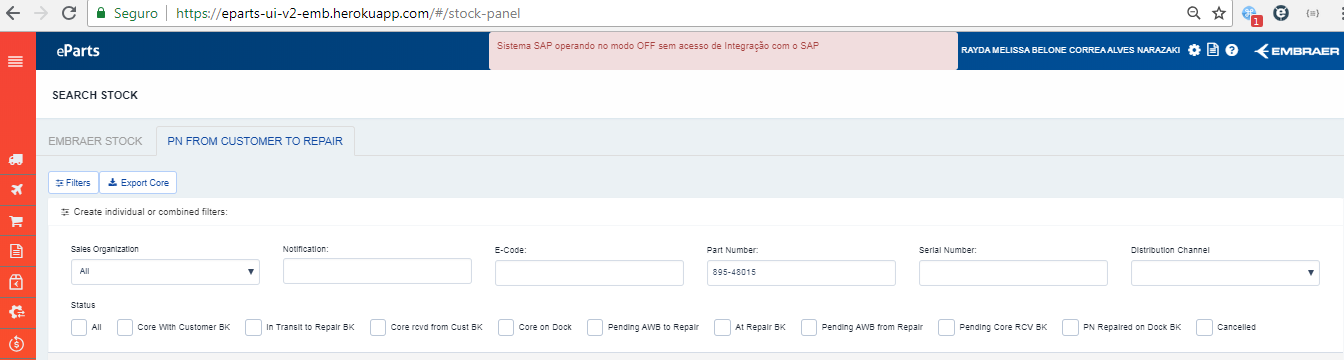 Seguro https://eparts-ui-v2-emb.herokuapp.com/#/stock-panel
1
eParts
Sistema SAP operando no modo OFF sem acesso de Integração com o SAP
RAYDA MELISSA BELONE CORREA ALVES NARAZAKI
EMBRAER
SEARCH STOCK
EMBRAER STOCK
PN FROM CUSTOMER TO REPAIR
Filters
Export Core
Create individual or combined filters:
Sales Organization
Notification:
E-Code:
Part Number:
Serial Number:
Distribution Channel
All
895-48015
Status
All
Core With Customer BK
In Transit to Repair BK
Core rcvd from Cust BK
Core on Dock
Pending AWB to Repair
At Repair BK
Pending AWB from Repair
Pending Core RCV BK
PN Repaired on Dock BK
Cancelled